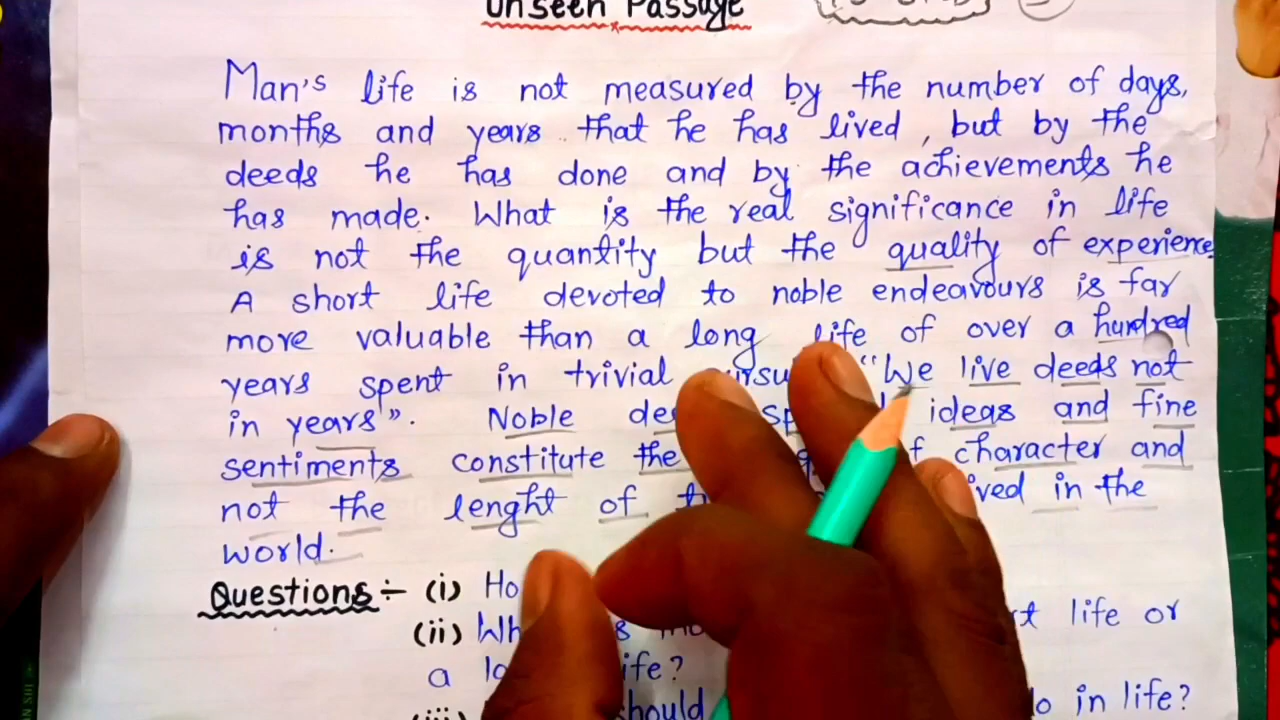 Unseen Passage
Man's life is not measured by the number of days,
months and years that he has lived, but by the
deeds he has done and by the achievements he
has made. What is the real significance in life
is not the quantity but the quality of experience
A short life devoted to noble endeavours is far
more valuable than a long life of over a hundred
years spent in trivial "We live deeds not
in years". Noble ideas and fine
sentiments constitute the character and
not the lenght of in the
world.
Questions :- (i)
(ii) life or
a life?
(iii) should in life?